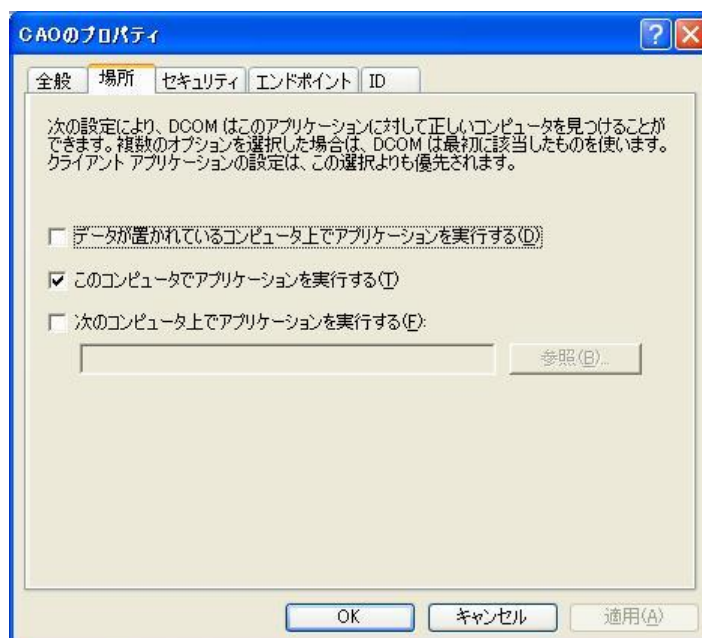 CAOのプロパティ
全般 場所 セキュリティ エンドポイント ID
次の設定により、DCOM はこのアプリケーションに対して正しいコンピュータを見つけることが
できます。複数のオプションを選択した場合は、DCOM は最初に該当したものを使います。
クライアント アプリケーションの設定は、この選択よりも優先されます。
データが置かれているコンピュータ上でアプリケーションを実行する(D)
このコンピュータでアプリケーションを実行する(T)
次のコンピュータ上でアプリケーションを実行する(F):
参照(B)...
OK キャンセル 適用(A)